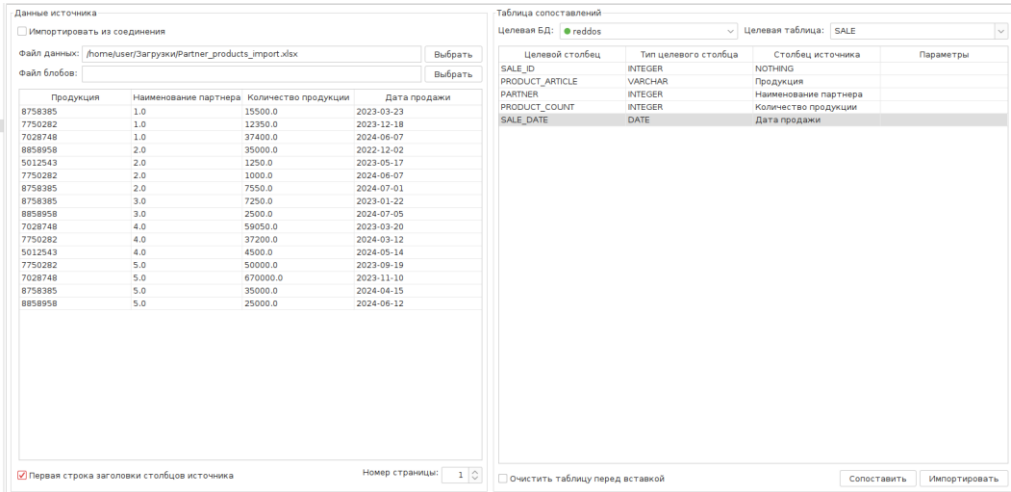 Данные источника
Импортировать из соединения
Файл данных: /home/user/Загрузки/Partner_products_import.xlsx Выбрать
Файл блобов: Выбрать
Продукция Наименование партнера Количество продукции Дата продажи
8758385 1.0 15500.0 2023-03-23
7750282 1.0 12350.0 2023-12-18
7028748 1.0 37400.0 2024-06-07
8858958 2.0 35000.0 2022-12-02
5012543 2.0 1250.0 2023-05-17
7750282 2.0 1000.0 2024-06-07
8758385 2.0 7550.0 2024-07-01
8758385 3.0 7250.0 2023-01-22
8858958 3.0 2500.0 2024-07-05
7028748 4.0 59050.0 2023-03-20
7750282 4.0 37200.0 2024-03-12
5012543 4.0 4500.0 2024-05-14
7750282 5.0 50000.0 2023-09-19
7028748 5.0 670000.0 2023-11-10
8758385 5.0 35000.0 2024-04-15
8858958 5.0 25000.0 2024-06-12
Первая строка заголовки столбцов источника Номер страницы: 1
Таблица сопоставлений
Целевая БД: reddos Целевая таблица: SALE
Целевой столбец Тип целевого столбца Столбец источника Параметры
SALE_ID INTEGER NOTHING
PRODUCT_ARTICLE VARCHAR Продукция
PARTNER INTEGER Наименование партнера
PRODUCT_COUNT INTEGER Количество продукции
SALE_DATE DATE Дата продажи
Очистить таблицу перед вставкой Сопоставить Импортировать